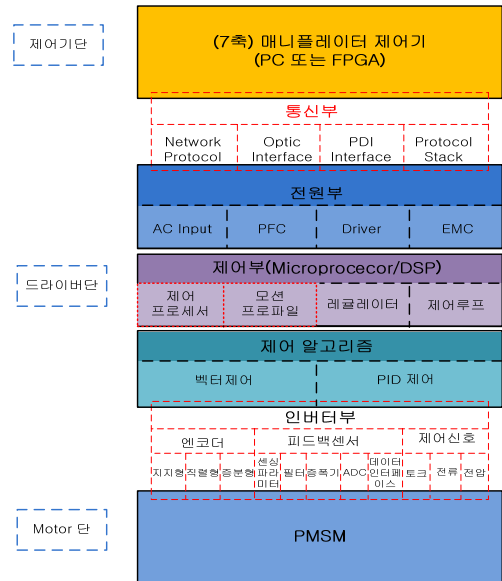 제어기단
(7축) 매니플레이터 제어기
(PC 또는 FPGA)
통신부
Network Protocol
Optic Interface
PDI Interface
Protocol Stack
전원부
AC Input
PFC
Driver
EMC
드라이버단
제어부(Microprocecor/DSP)
제어
프로세서
모션
프로파일
레귤레이터
제어루프
제어 알고리즘
벡터제어
PID 제어
인버터부
엔코더
피드백센서
제어신호
지지형
직렬형
증분형
센싱
파라
미터
필터
증폭기
ADC
데이터
인터페
이스
토크
전류
전압
Motor 단
PMSM